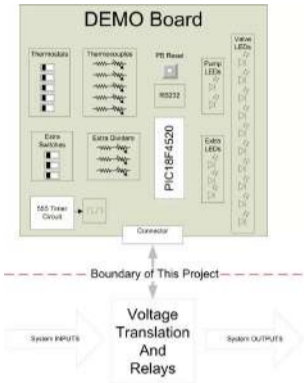 DEMO Board
Thermostats
Thermocouples
PB Reset
Pump
LEDs
Valve
LEDs
RS232
Extra
Switches
Extra Dividers
PIC18F4520
Extra
LEDs
555 Timer
Circuit
Connector
Boundary of This Project
System INPUTS
Voltage
Translation
And
Relays
System OUTPUTS